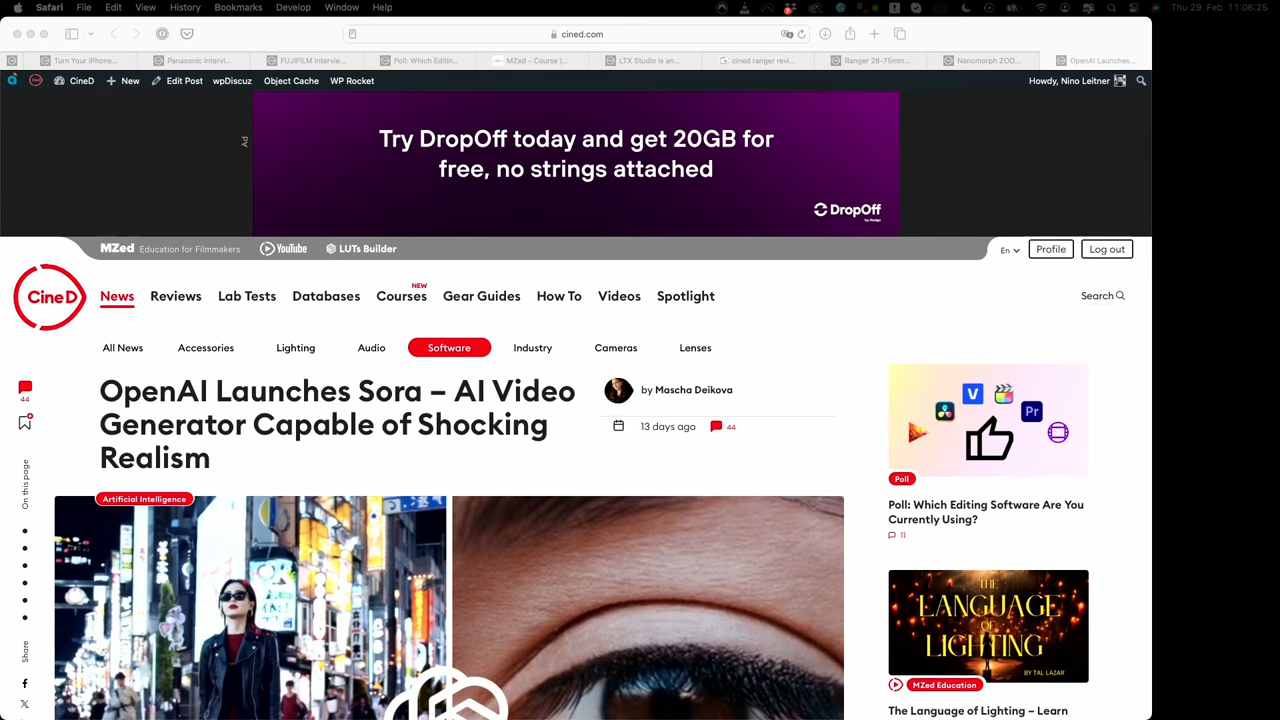 Safari File Edit View History Bookmarks Develop Window Help
Thu 29. Feb 11:06:25
cined.com
Turn Your iPhone...
Panasonic Intervi...
FUJIFILM Intervie...
Poll: Which Editin...
MZed - Course |...
LTX Studio is an...
cined ranger revi...
Ranger 28-75mm...
Nanomorph ZOO...
OpenAI Launches...
CineD New Edit Post wpDiscuz Object Cache WP Rocket
Howdy, Nino Leitner
Ad
Try DropOff today and get 20GB for
free, no strings attached
DropOff
MZed Education for Filmmakers YouTube LUTs Builder
En Profile Log out
CineD
News Reviews Lab Tests Databases Courses Gear Guides How To Videos Spotlight
NEW
Search
All News Accessories Lighting Audio Software Industry Cameras Lenses
44
On this page
Share
OpenAI Launches Sora – AI Video
Generator Capable of Shocking
Realism
by Mascha Deikova
13 days ago 44
Artificial Intelligence
V
Pr
Poll
Poll: Which Editing Software Are You
Currently Using?
11
THE
LANGUAGE
OF
LIGHTING
BY TAL LAZAR
MZed Education
The Language of Lighting – Learn